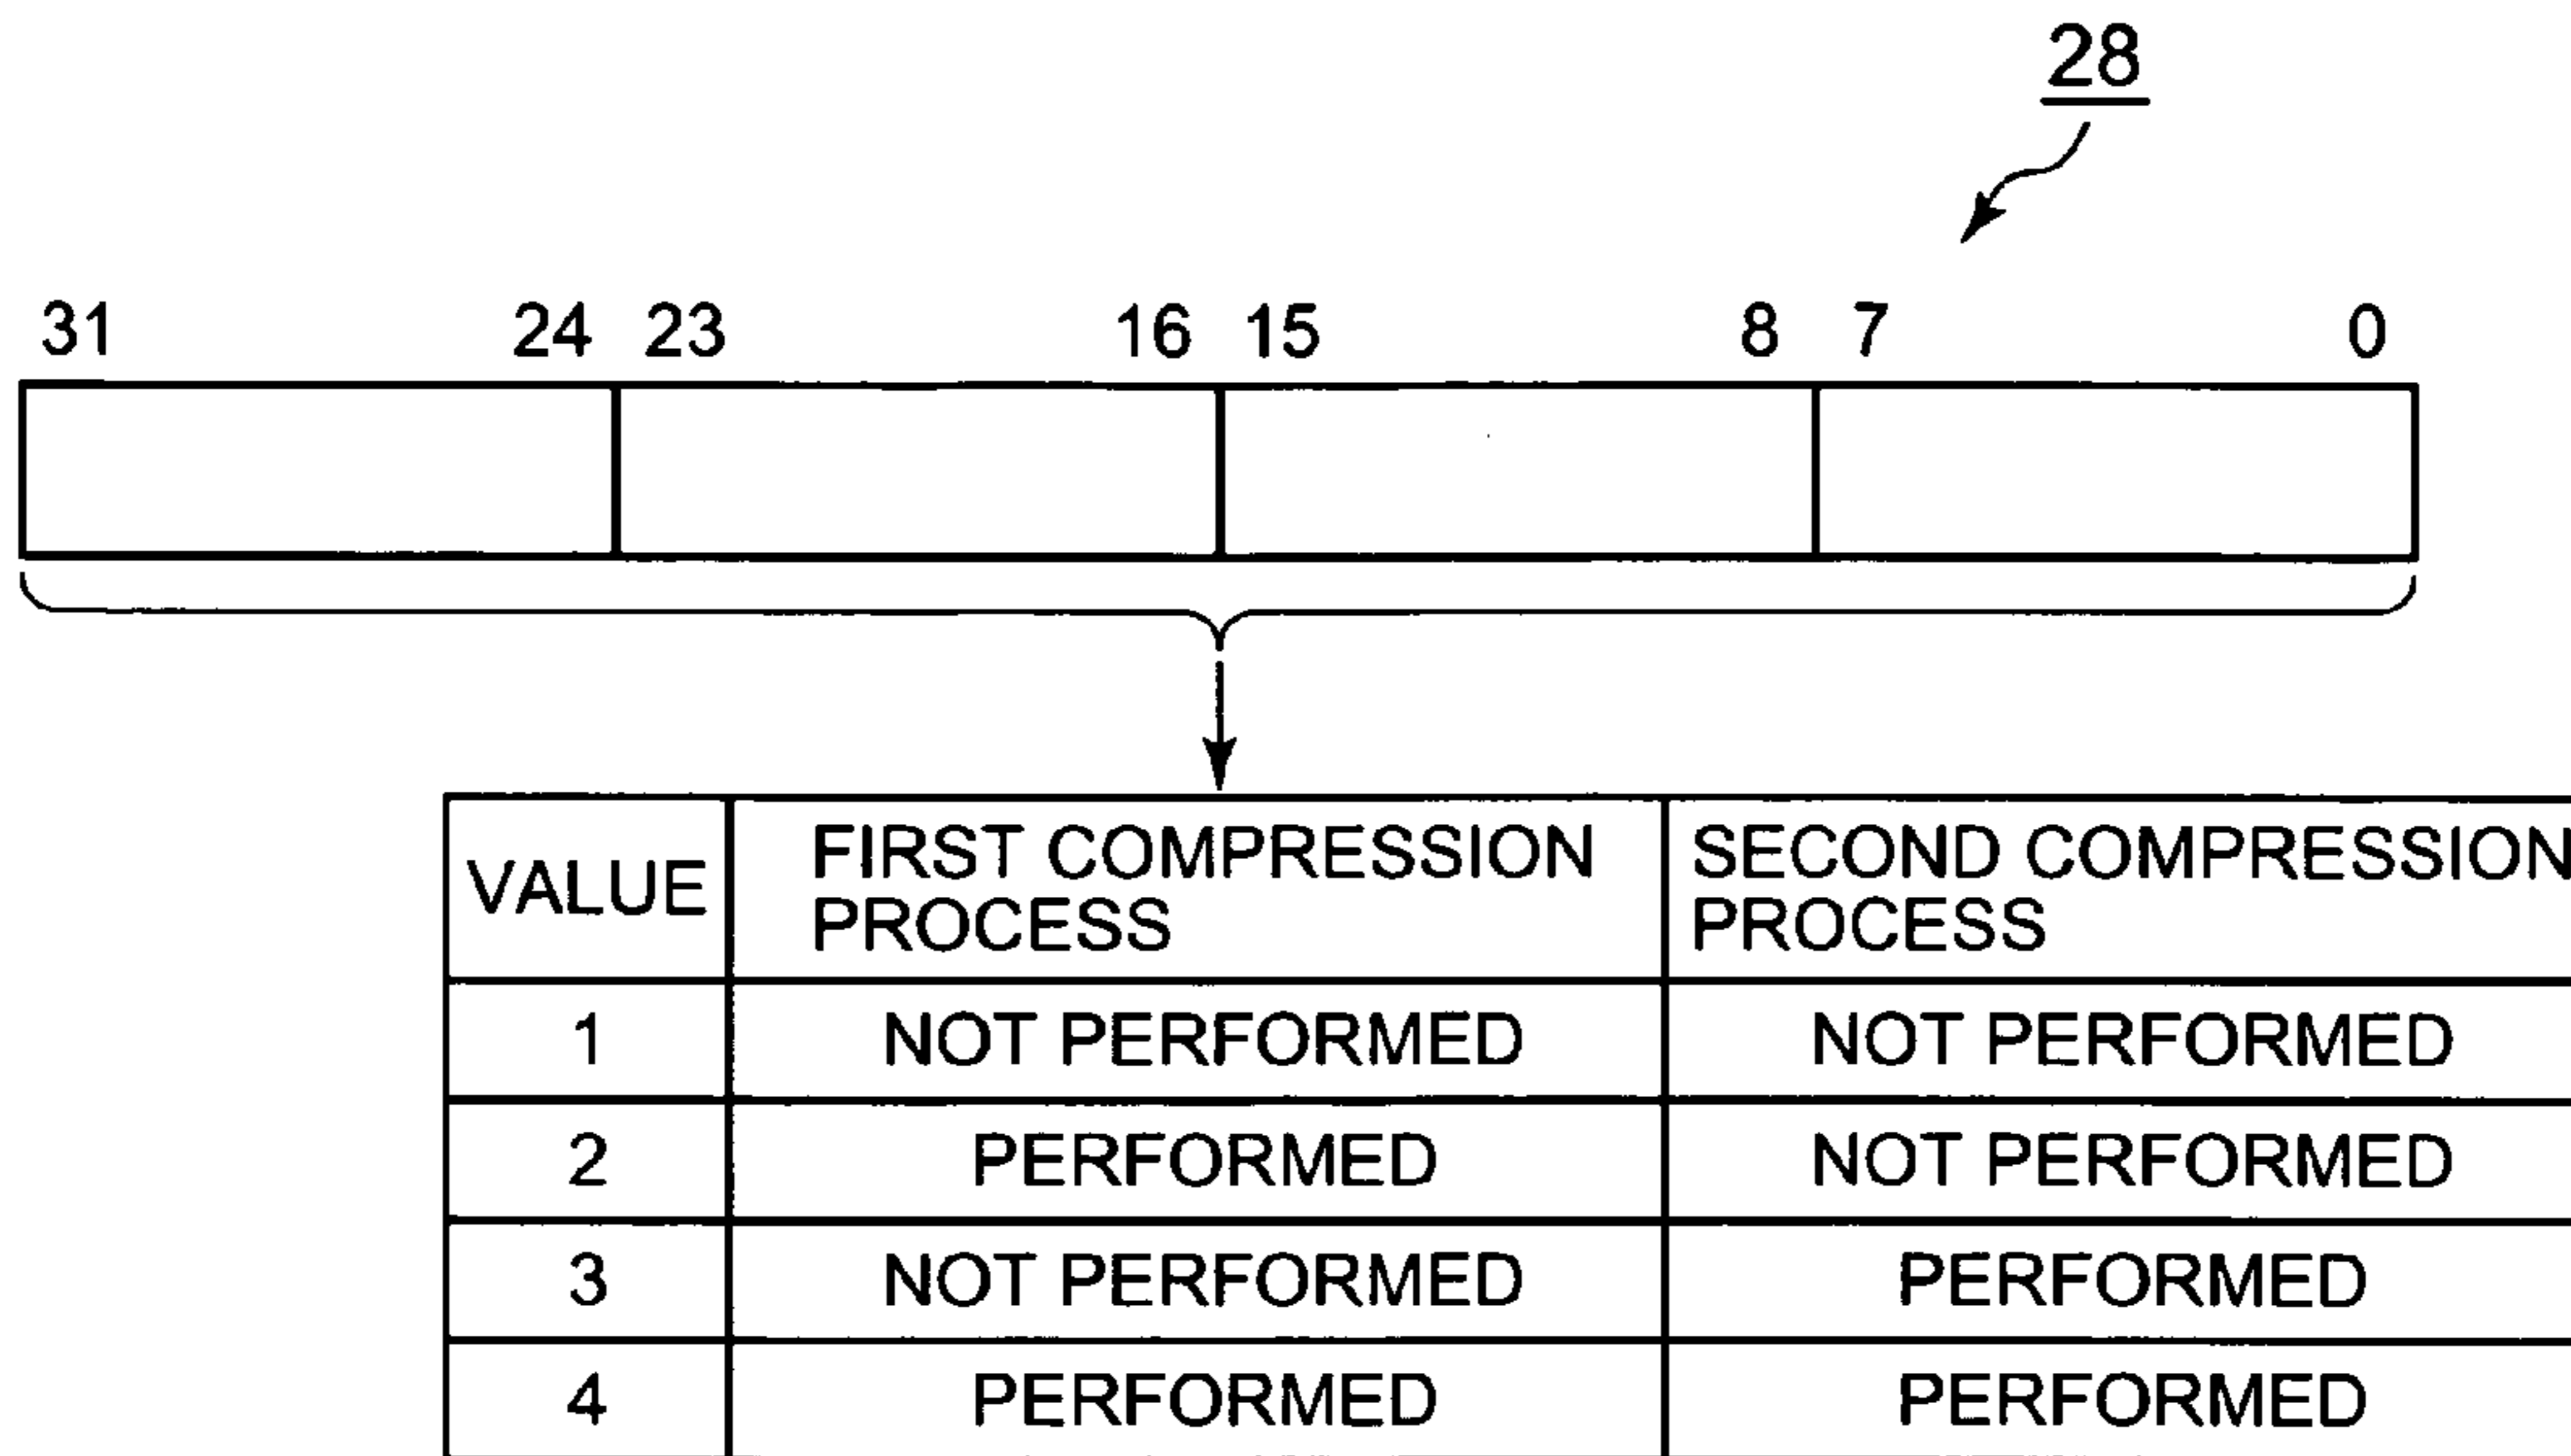 28
31 24 23 16 15 8 7 0
VALUE FIRST COMPRESSION PROCESS SECOND COMPRESSION PROCESS
1 NOT PERFORMED NOT PERFORMED
2 PERFORMED NOT PERFORMED
3 NOT PERFORMED PERFORMED
4 PERFORMED PERFORMED